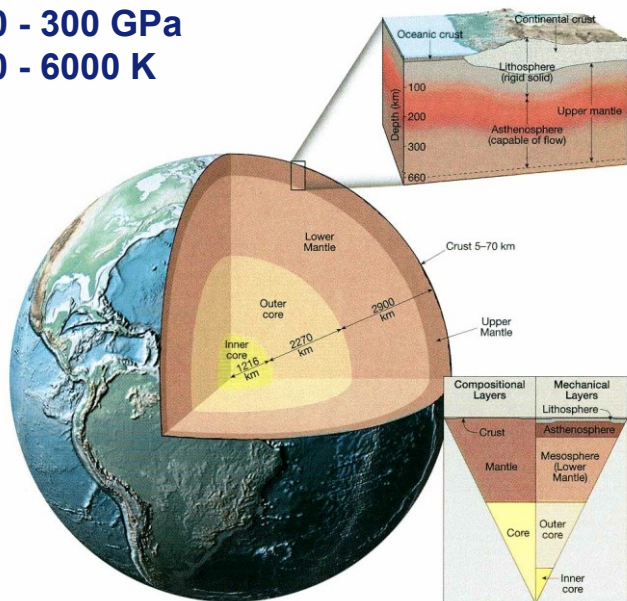 0 - 300 GPa
0 - 6000 K
Continental crust
Oceanic crust
Lithosphere
(rigid solid)
Depth (km)
100
200
300
660
Upper mantle
Asthenosphere
(capable of flow)
Lower
Mantle
Crust 5–70 km
Outer
core
2900
km
2270
km
Inner
core
1216
km
Upper
Mantle
Compositional
Layers
Mechanical
Layers
Lithosphere
Crust
Asthenosphere
Mantle
Mesosphere
(Lower
Mantle)
Core
Outer
core
Inner
core